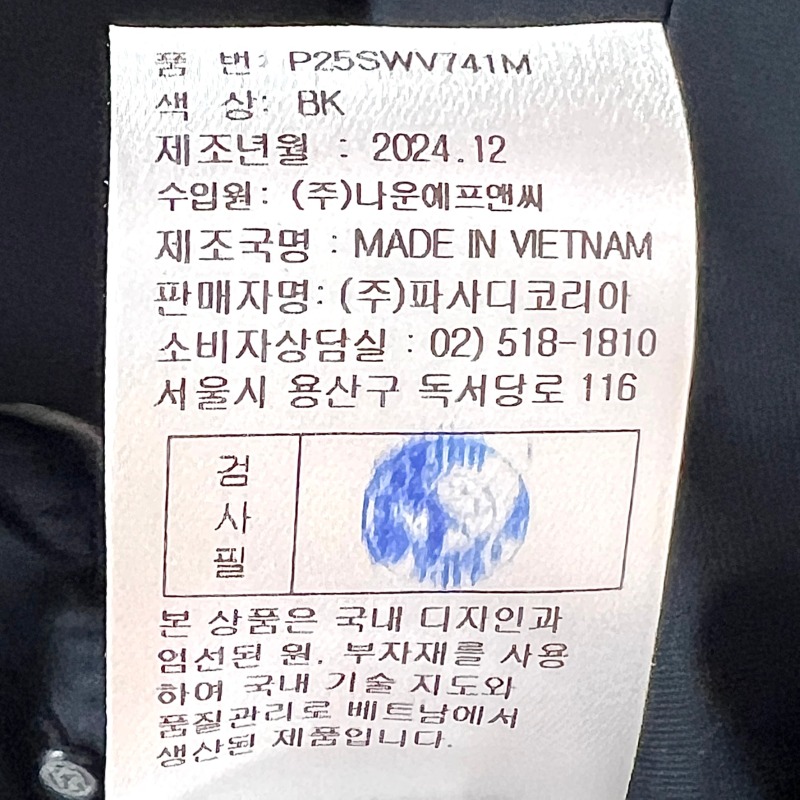 품 번: P25SWV741M
색 상: BK
제조년월 : 2024.12
수입원: (주)나운에프앤씨
제조국명 : MADE IN VIETNAM
판매자명: (주)파사디코리아
소비자상담실 : 02) 518-1810
서울시 용산구 독서당로 116
검
사
필
본 상품은 국내 디자인과
엄선된 원. 부자재를 사용
하여 국내 기술 지도와
품질관리로 베트남에서
생산된 제품입니다.